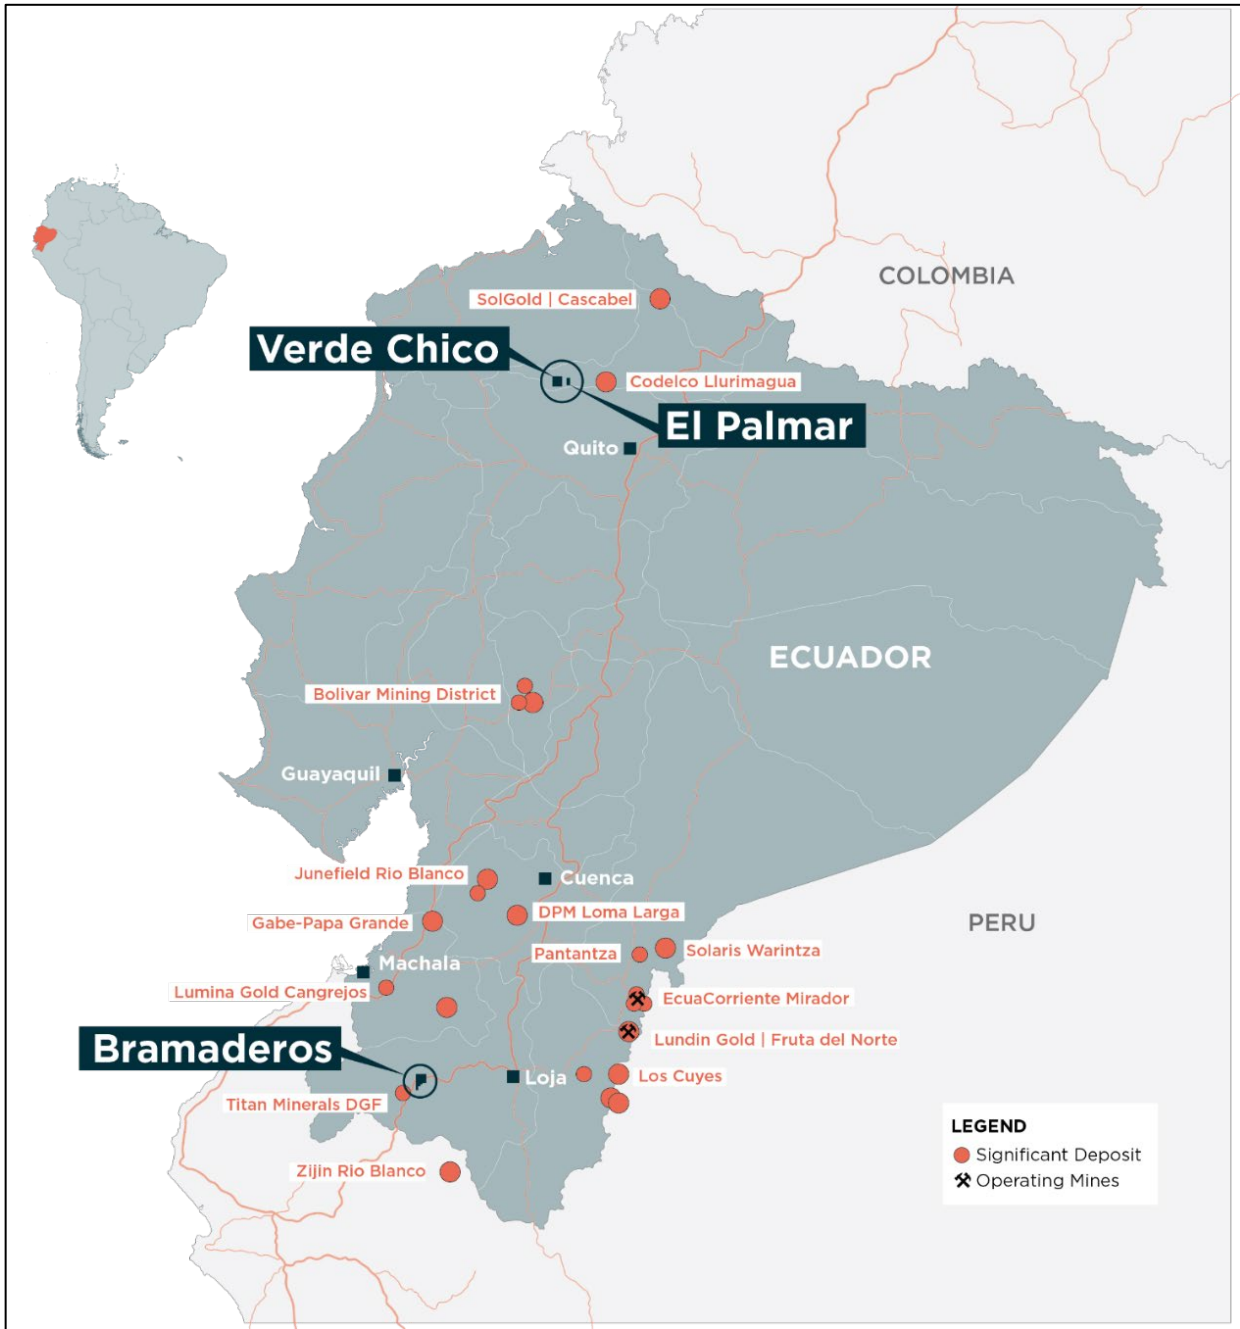 COLOMBIA
SolGold | Cascabel
Verde Chico
Codelco Llurimagua
El Palmar
Quito
ECUADOR
Bolivar Mining District
Guayaquil
Junefield Rio Blanco
Cuenca
DPM Loma Larga
Gabe-Papa Grande
PERU
Pantantza
Solaris Warintza
Machala
Lumina Gold Cangrejos
EcuaCorriente Mirador
Lundin Gold | Fruta del Norte
Bramaderos
Loja
Los Cuyes
Titan Minerals DGF
Zijin Rio Blanco
LEGEND
Significant Deposit
Operating Mines